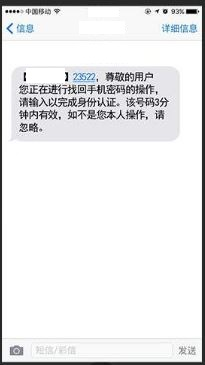 中国移动 93%
信息 详细信息
【 】23522，尊敬的用户
您正在进行找回手机密码的操作，
请输入以完成身份认证。该号码3分
钟内有效，如不是您本人操作，请
忽略。
短信/彩信 发送